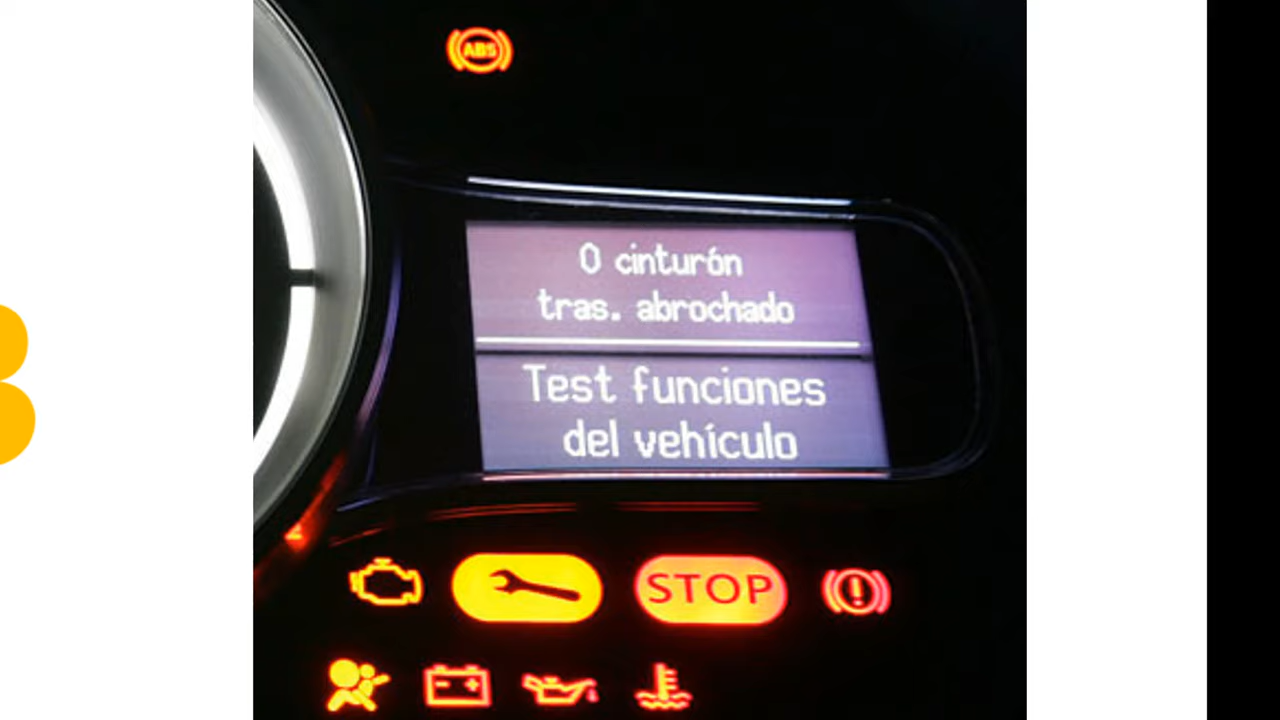 ABS
0 cinturón
tras. abrochado
Test funciones
del vehículo
STOP